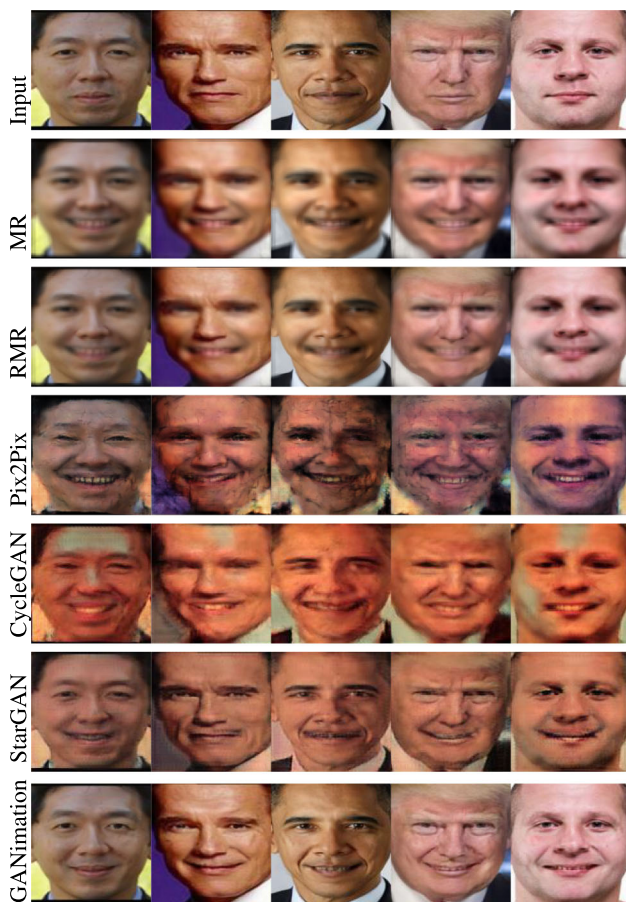 Input
MR
RMR
Pix2Pix
CycleGAN
StarGAN
GANimation